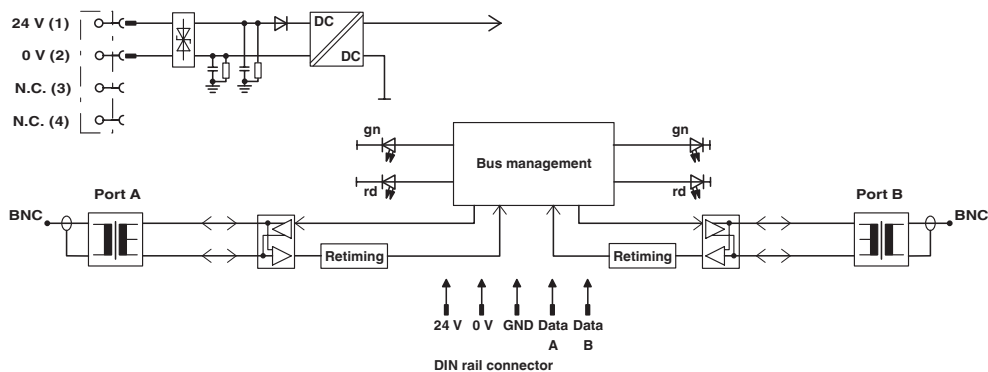 24 V (1)
0 V (2)
N.C. (3)
N.C. (4)
DC
DC
gn
gn
Bus management
rd
rd
Port A
Port B
BNC
BNC
Retiming
Retiming
24 V 0 V GND Data Data
A B
DIN rail connector